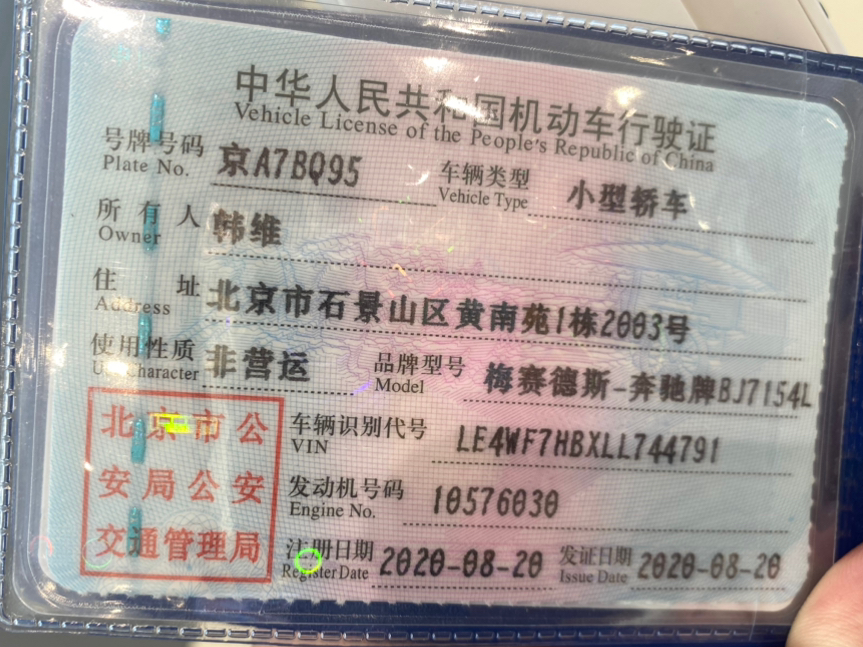 中华人民共和国机动车行驶证
Vehicle License of the People's Republic of China
号牌号码 京A7BQ95 车辆类型 小型轿车
Plate No. Vehicle Type
所有人 韩维
Owner
住址 北京市石景山区黄南苑1栋2003号
Address
使用性质 非营运 品牌型号 梅赛德斯-奔驰牌BJ7154L
Use Character Model
北京市公
安局公安
交通管理局
车辆识别代号 LE4WF7HBXLL744791
VIN
发动机号码 10576030
Engine No.
注册日期 2020-08-20 发证日期 2020-08-20
Register Date Issue Date